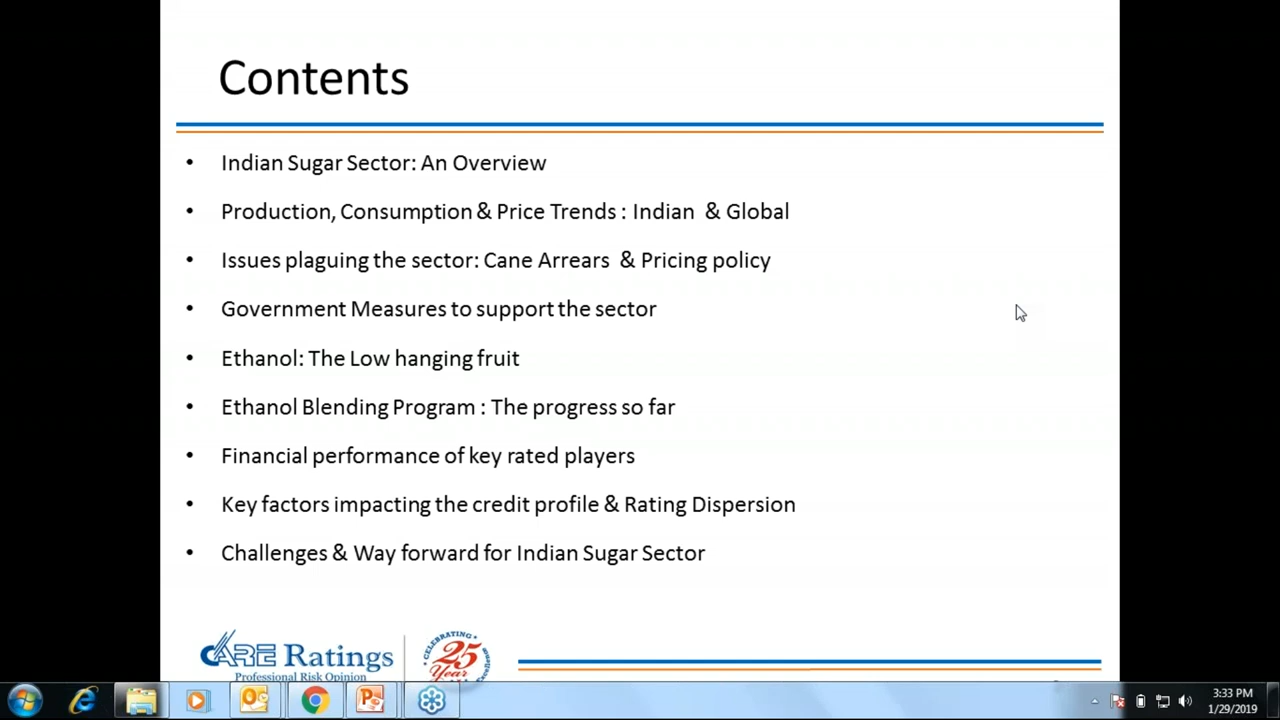 Contents
• Indian Sugar Sector: An Overview
• Production, Consumption & Price Trends : Indian & Global
• Issues plaguing the sector: Cane Arrears & Pricing policy
• Government Measures to support the sector
• Ethanol: The Low hanging fruit
• Ethanol Blending Program : The progress so far
• Financial performance of key rated players
• Key factors impacting the credit profile & Rating Dispersion
• Challenges & Way forward for Indian Sugar Sector
CARE Ratings
Professional Risk Opinion
CELEBRATING
25
Year
3:33 PM
1/29/2019